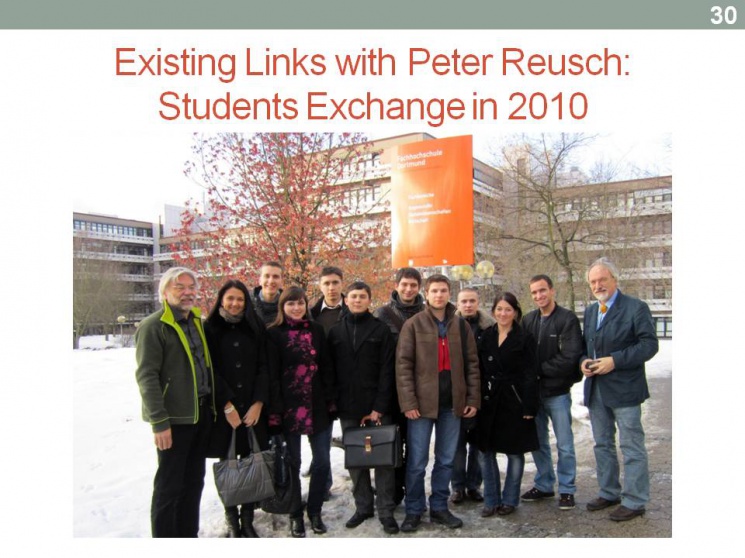 30
Existing Links with Peter Reusch:
Students Exchange in 2010
Fachhochschule
Dortmund